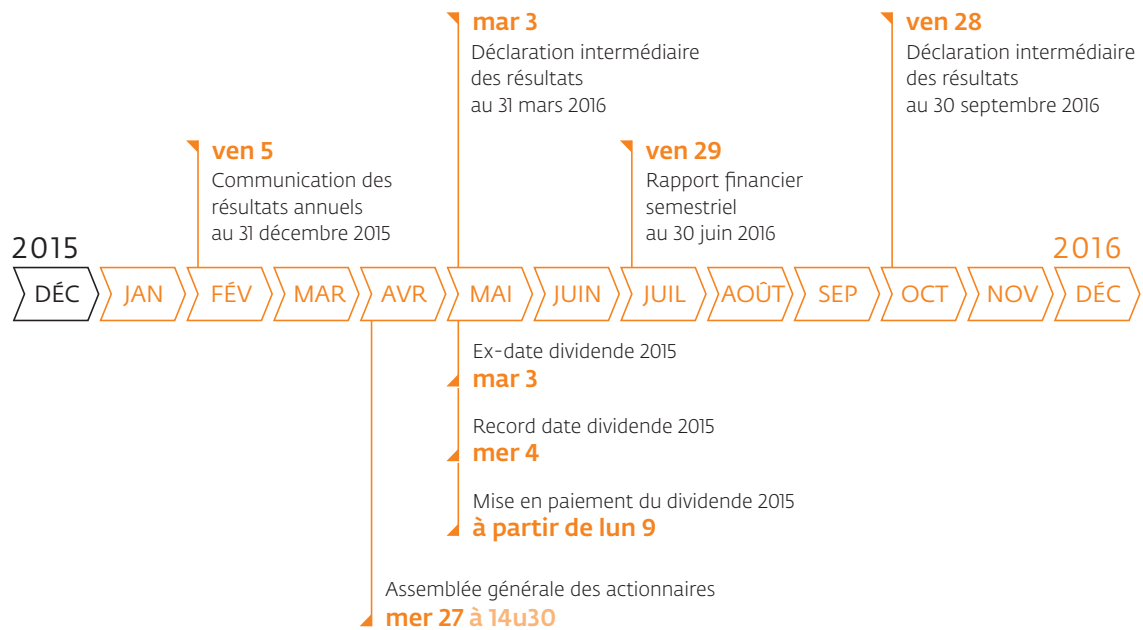 mar 3
Déclaration intermédiaire
des résultats
au 31 mars 2016
ven 28
Déclaration intermédiaire
des résultats
au 30 septembre 2016
ven 5
Communication des
résultats annuels
au 31 décembre 2015
ven 29
Rapport financier
semestriel
au 30 juin 2016
2015
2016
DÉC JAN FÉV MAR AVR MAI JUIN JUIL AOÛT SEP OCT NOV DÉC
Ex-date dividende 2015
mar 3
Record date dividende 2015
mer 4
Mise en paiement du dividende 2015
à partir de lun 9
Assemblée générale des actionnaires
mer 27 à 14u30